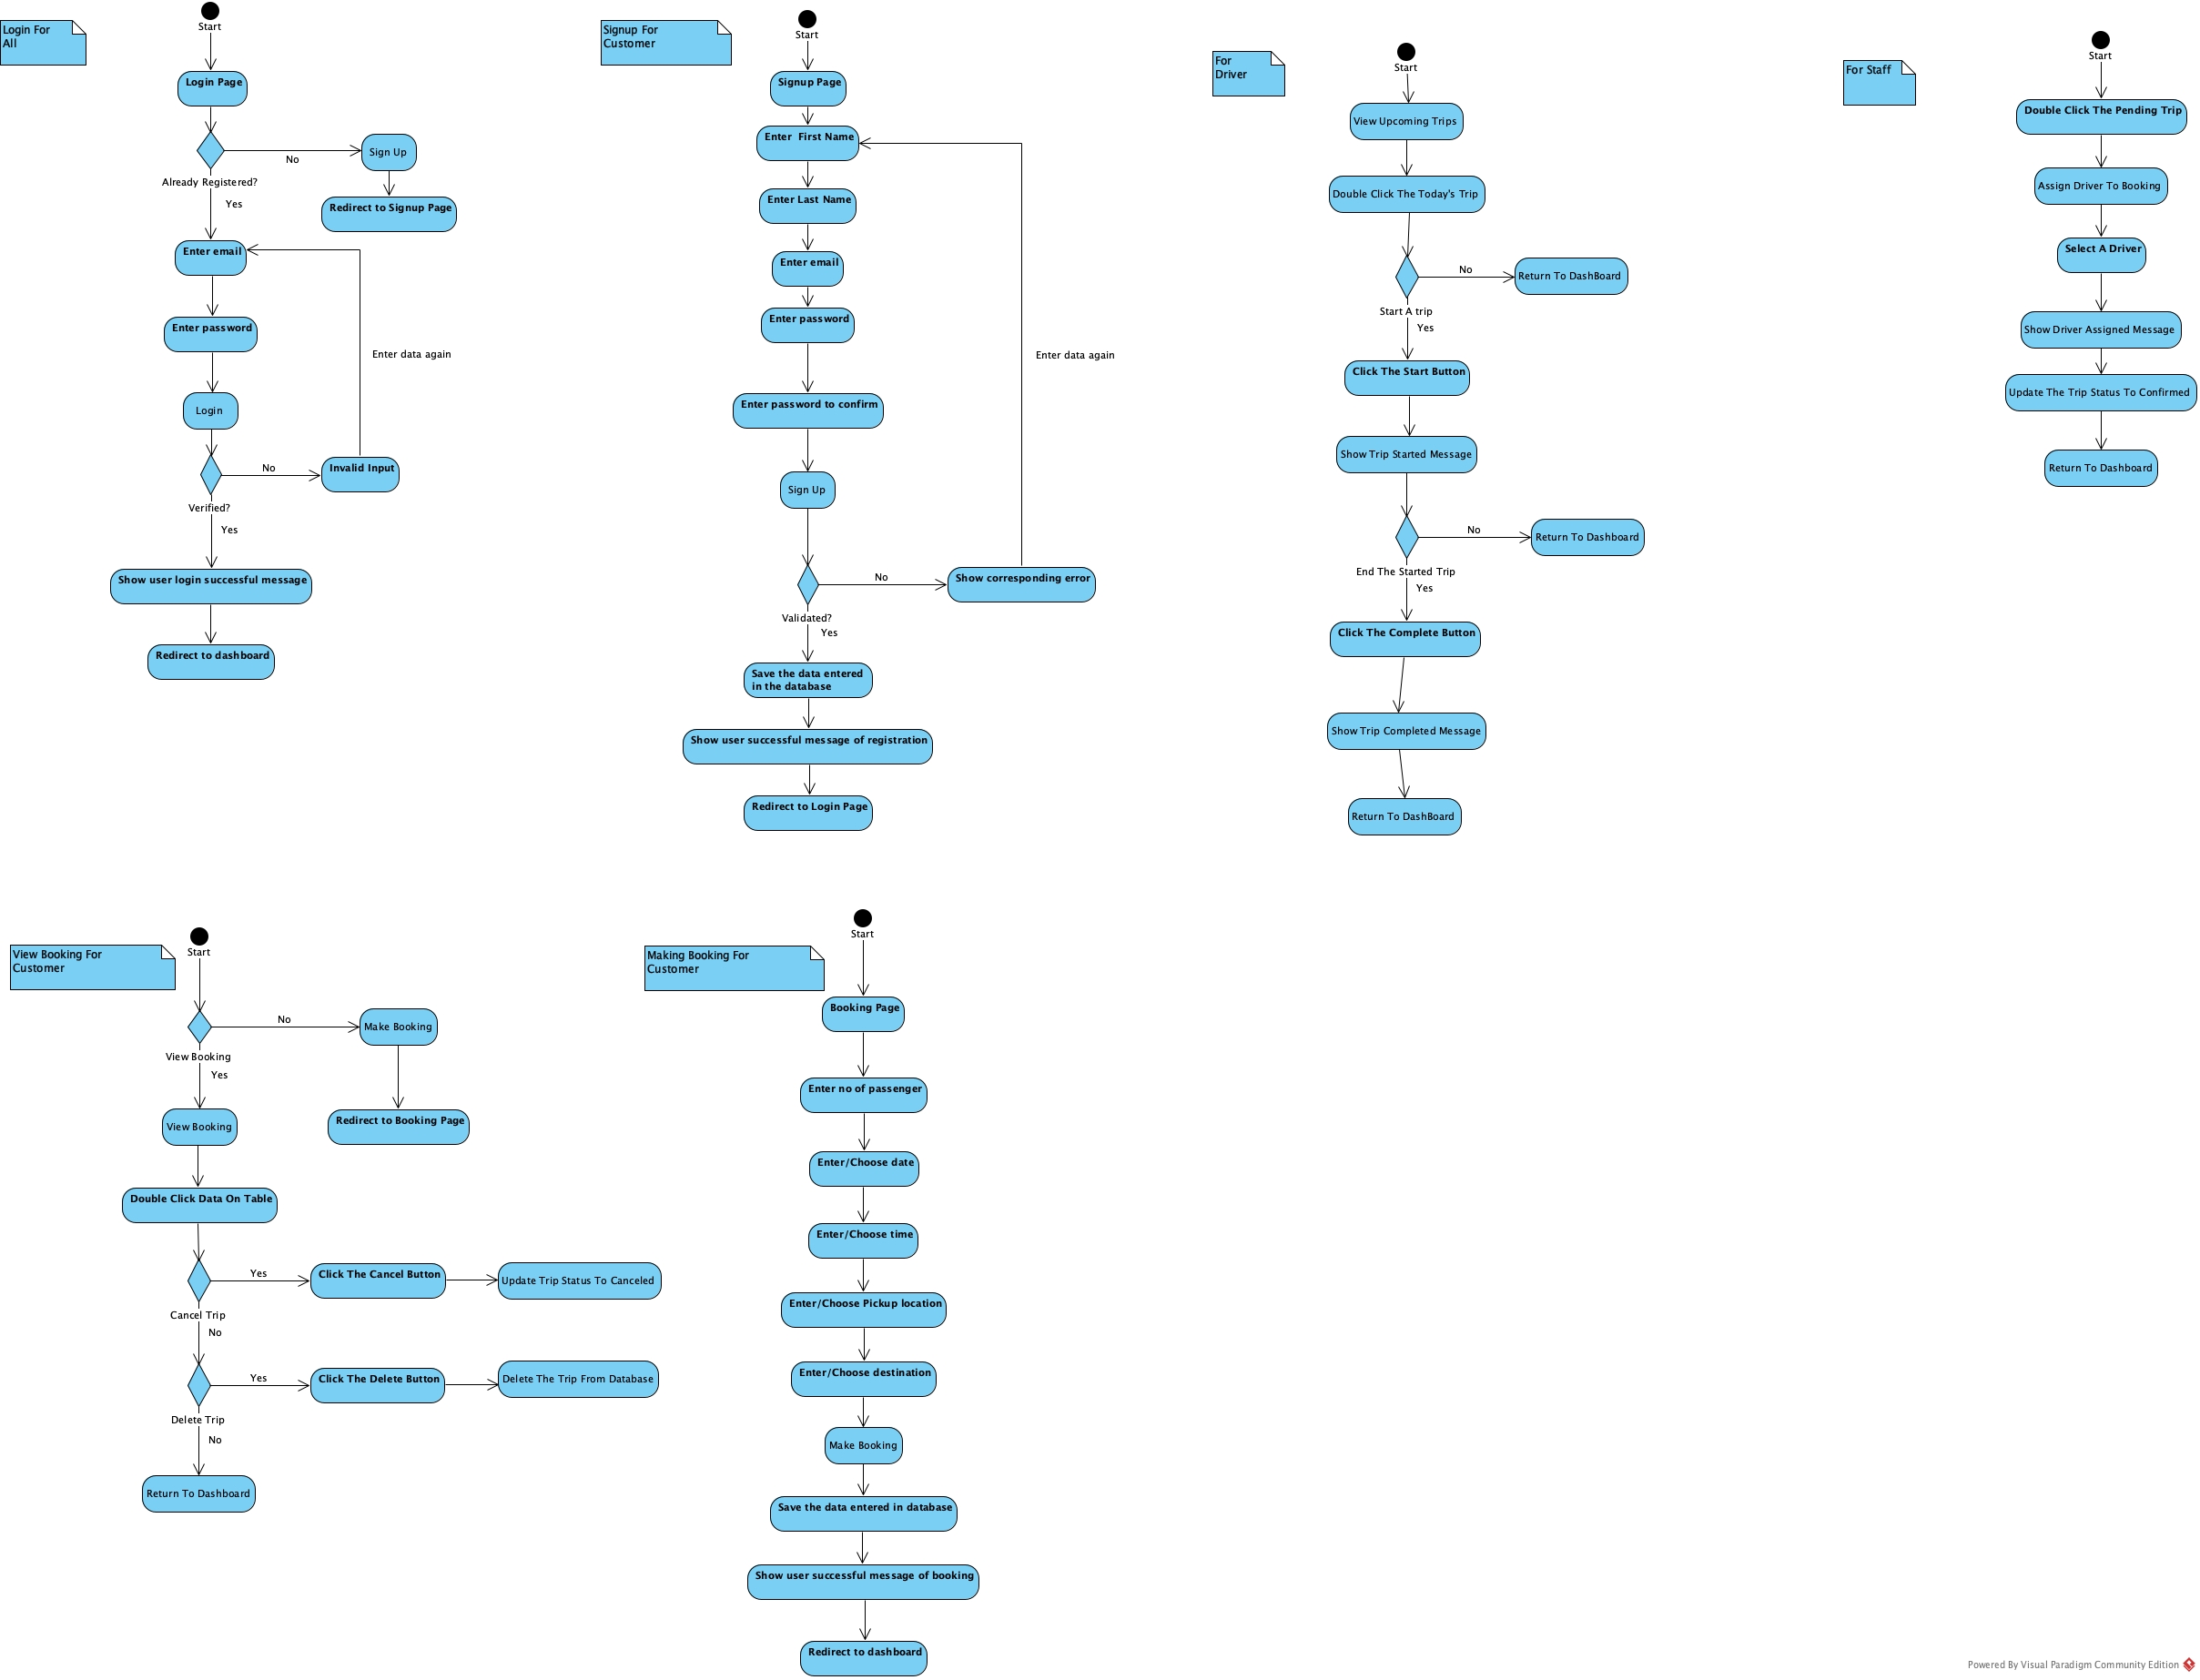 Login For
All
Start
Login Page
No
Sign Up
Already Registered?
Yes
Redirect to Signup Page
Enter email
Enter password
Enter data again
Login
No
Invalid Input
Verified?
Yes
Show user login successful message
Redirect to dashboard
Signup For
Customer
Start
Signup Page
Enter  First Name
Enter Last Name
Enter email
Enter password
Enter data again
Enter password to confirm
Sign Up
No
Show corresponding error
Validated?
Yes
Save the data entered
in the database
Show user successful message of registration
Redirect to Login Page
For
Driver
Start
View Upcoming Trips
Double Click The Today's Trip
No
Return To DashBoard
Start A trip
Yes
Click The Start Button
Show Trip Started Message
No
Return To Dashboard
End The Started Trip
Yes
Click The Complete Button
Show Trip Completed Message
Return To DashBoard
For Staff
Start
Double Click The Pending Trip
Assign Driver To Booking
Select A Driver
Show Driver Assigned Message
Update The Trip Status To Confirmed
Return To Dashboard
View Booking For
Customer
Start
No
Make Booking
View Booking
Yes
Redirect to Booking Page
View Booking
Double Click Data On Table
Yes
Click The Cancel Button
Update Trip Status To Canceled
Cancel Trip
No
Yes
Click The Delete Button
Delete The Trip From Database
Delete Trip
No
Return To Dashboard
Making Booking For
Customer
Start
Booking Page
Enter no of passenger
Enter/Choose date
Enter/Choose time
Enter/Choose Pickup location
Enter/Choose destination
Make Booking
Save the data entered in database
Show user successful message of booking
Redirect to dashboard
Powered By Visual Paradigm Community Edition